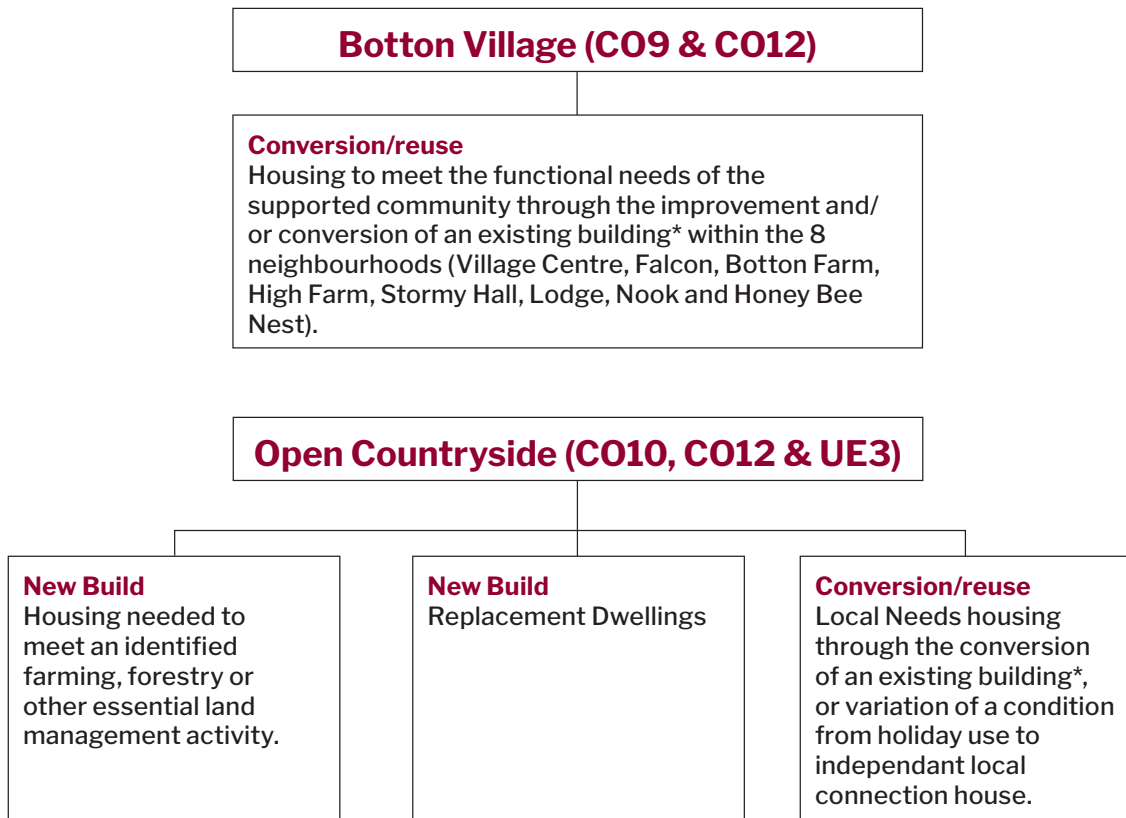 Botton Village (CO9 & CO12)
Conversion/reuse
Housing to meet the functional needs of the
supported community through the improvement and/
or conversion of an existing building* within the 8
neighbourhoods (Village Centre, Falcon, Botton Farm,
High Farm, Stormy Hall, Lodge, Nook and Honey Bee
Nest).
Open Countryside (CO10, CO12 & UE3)
New Build
Housing needed to
meet an identified
farming, forestry or
other essential land
management activity.
New Build
Replacement Dwellings
Conversion/reuse
Local Needs housing
through the conversion
of an existing building*,
or variation of a condition
from holiday use to
independant local
connection house.